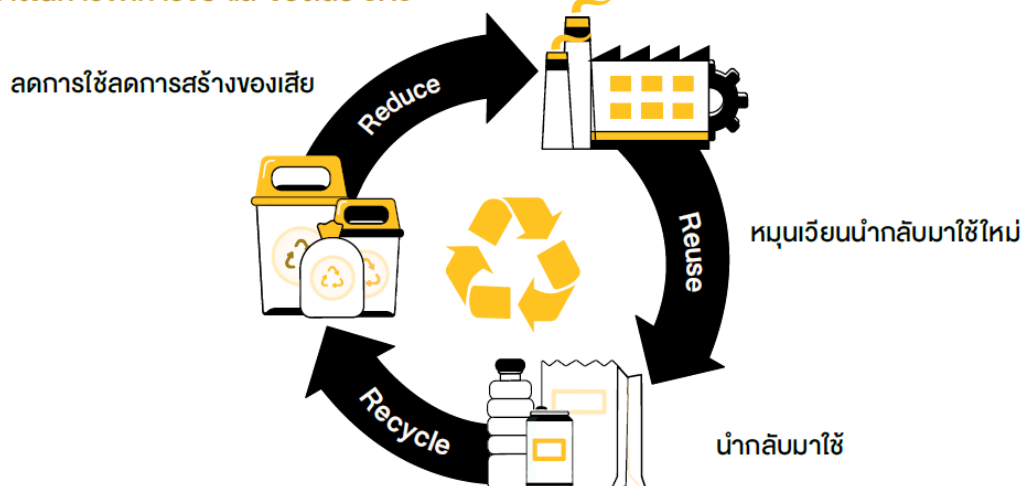 ลดการใช้ลดการสร้างของเสีย
Reduce
Reuse
หมุนเวียนนำกลับมาใช้ใหม่
Recycle
นำกลับมาใช้